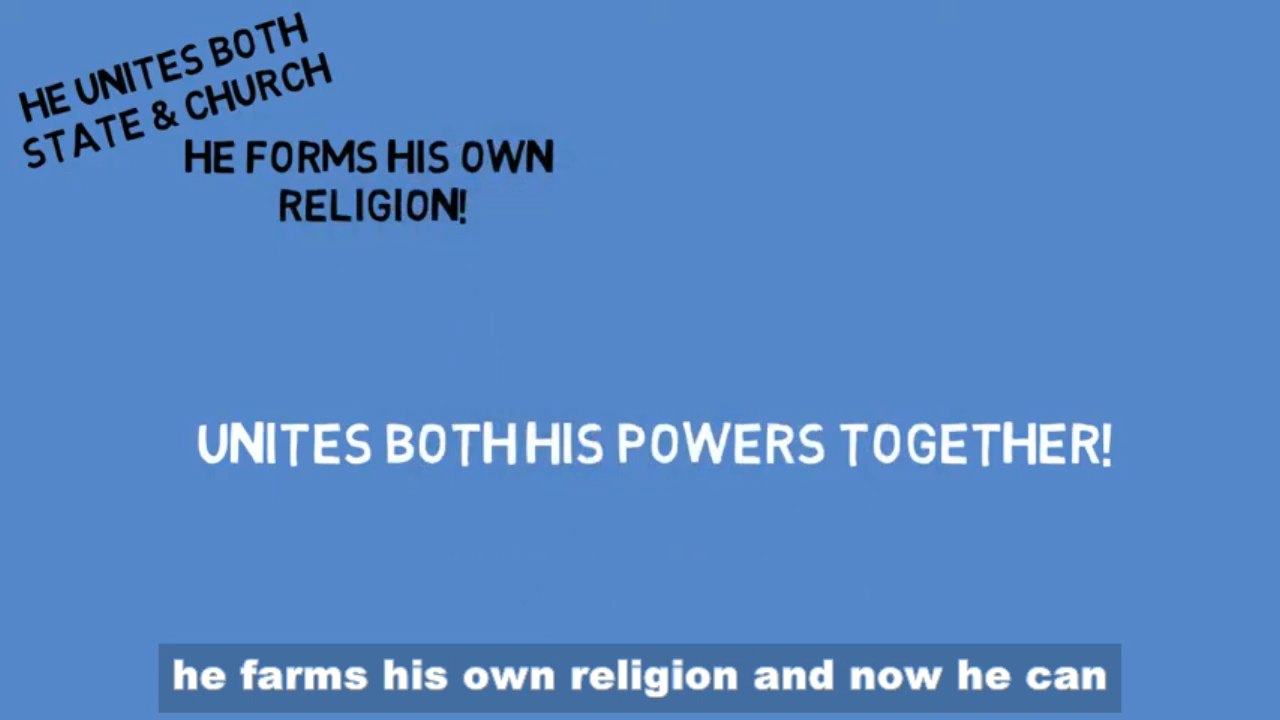 HE UNITES BOTH
STATE & CHURCH
HE FORMS HIS OWN
RELIGION!
UNITES BOTH HIS POWERS TOGETHER!
he farms his own religion and now he can